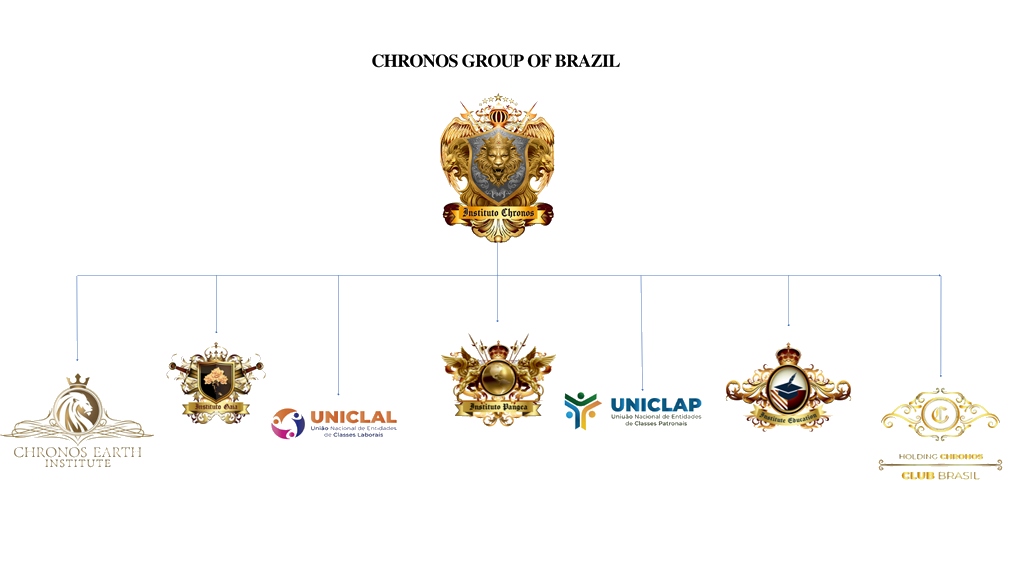 CHRONOS GROUP OF BRAZIL
Instituto Chronos
CHRONOS EARTH
INSTITUTE
Instituto Gaia
UNICLAL
União Nacional de Entidades
de Classes Laborais
Instituto Pangea
UNICLAP
União Nacional de Entidades
de Classes Patronais
Institute Education
HOLDING CHRONOS
CLUB BRASIL